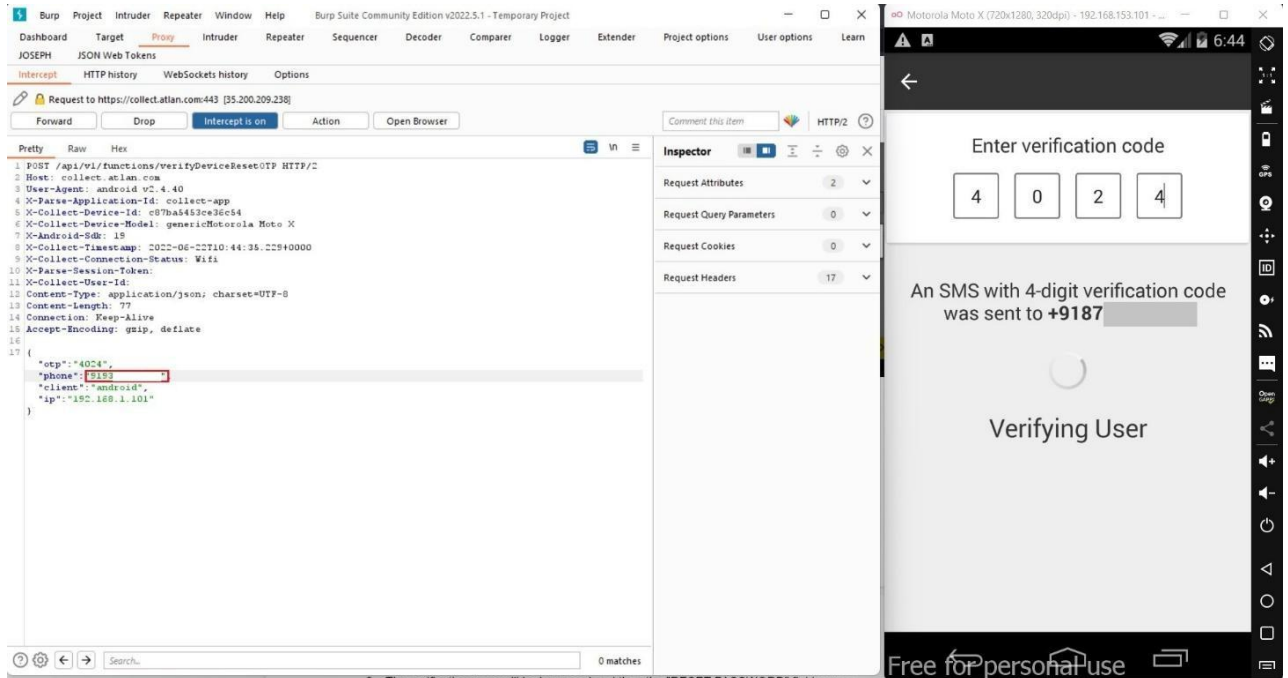 Burp Project Intruder Repeater Window Help Burp Suite Community Edition v2022.5.1 - Temporary Project
Dashboard Target Proxy Intruder Repeater Sequencer Decoder Comparer Logger Extender Project options User options Learn
JOSEPH JSON Web Tokens
Intercept HTTP history WebSockets history Options
Request to https://collect.atlan.com:443 [35.200.209.238]
Forward Drop Intercept is on Action Open Browser Comment this item HTTP/2
Pretty Raw Hex \n
1 POST /api/v1/functions/verifyDeviceResetOTP HTTP/2
2 Host: collect.atlan.com
3 User-Agent: android v2.4.40
4 X-Parse-Application-Id: collect-app
5 X-Collect-Device-Id: c87ba5453ce36c54
6 X-Collect-Device-Model: genericMotorola Moto X
7 X-Android-Sdk: 19
8 X-Collect-Timestamp: 2022-06-22T10:44:35.229+0000
9 X-Collect-Connection-Status: Wifi
10 X-Parse-Session-Token:
11 X-Collect-User-Id:
12 Content-Type: application/json; charset=UTF-8
13 Content-Length: 77
14 Connection: Keep-Alive
15 Accept-Encoding: gzip, deflate
16
17 {
"otp":"4024",
"phone":"9193 ",
"client":"android",
"ip":"192.168.1.101"
}
Inspector
Request Attributes 2
Request Query Parameters 0
Request Cookies 0
Request Headers 17
Search... 0 matches
Motorola Moto X (720x1280, 320dpi) - 192.168.153.101 - ...
6:44
Enter verification code
4 0 2 4
An SMS with 4-digit verification code
was sent to +9187
Verifying User
Free for personal use
GPS
ID
Open
GAPPS